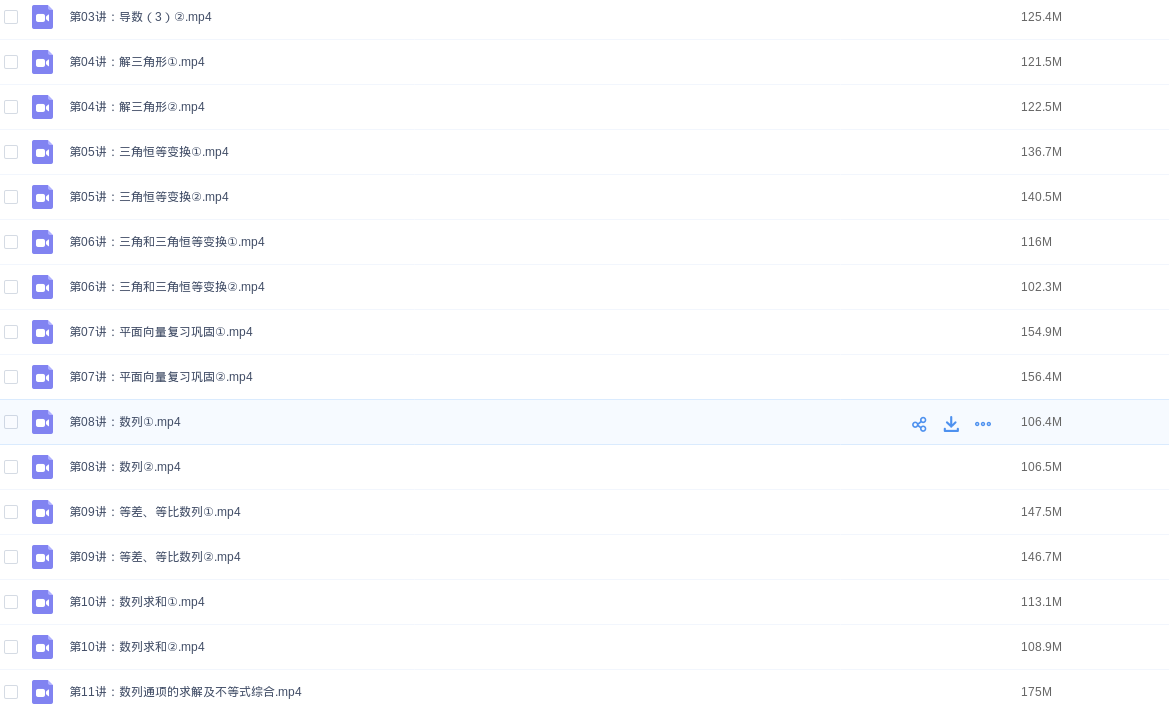 第03讲：导数（3）②.mp4 125.4M
第04讲：解三角形①.mp4 121.5M
第04讲：解三角形②.mp4 122.5M
第05讲：三角恒等变换①.mp4 136.7M
第05讲：三角恒等变换②.mp4 140.5M
第06讲：三角和三角恒等变换①.mp4 116M
第06讲：三角和三角恒等变换②.mp4 102.3M
第07讲：平面向量复习巩固①.mp4 154.9M
第07讲：平面向量复习巩固②.mp4 156.4M
第08讲：数列①.mp4 106.4M
第08讲：数列②.mp4 106.5M
第09讲：等差、等比数列①.mp4 147.5M
第09讲：等差、等比数列②.mp4 146.7M
第10讲：数列求和①.mp4 113.1M
第10讲：数列求和②.mp4 108.9M
第11讲：数列通项的求解及不等式综合.mp4 175M